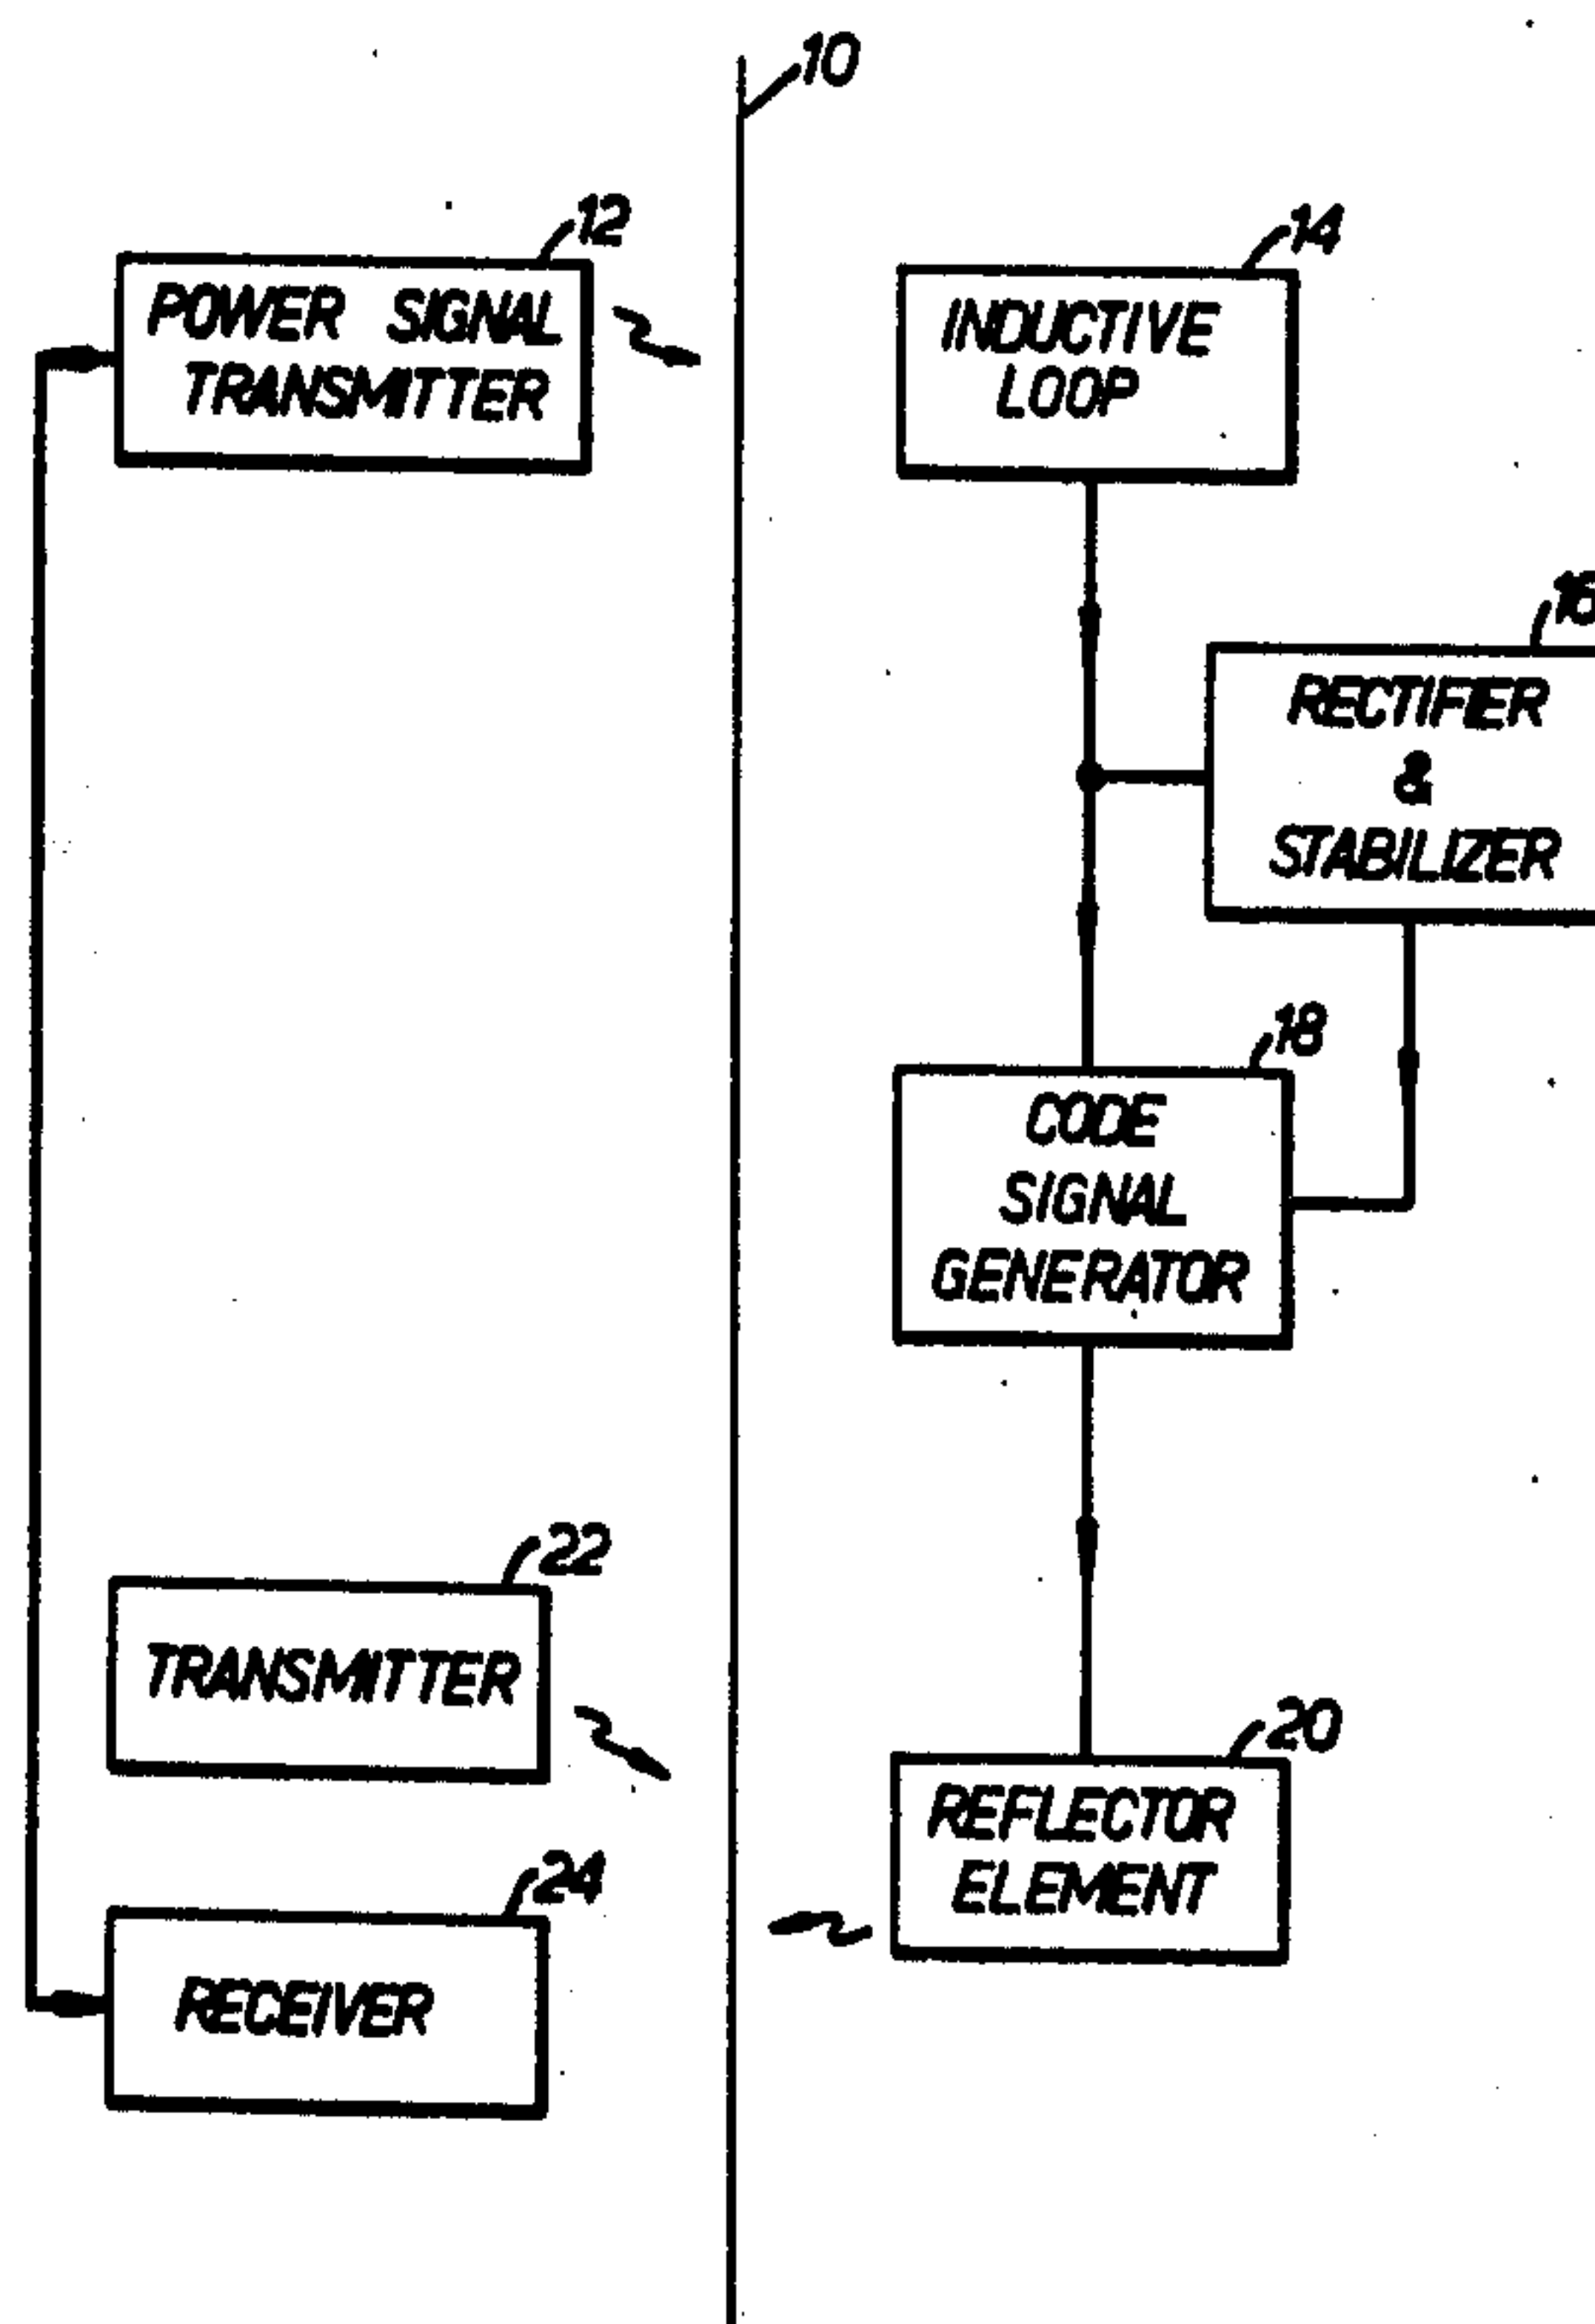 10
12
POWER SIGNAL
TRANSMITTER
14
INDUCTIVE
LOOP
16
RECTIFIER
&
STABILIZER
18
CODE
SIGNAL
GENERATOR
22
TRANSMITTER
20
REFLECTOR
ELEMENT
24
RECEIVER